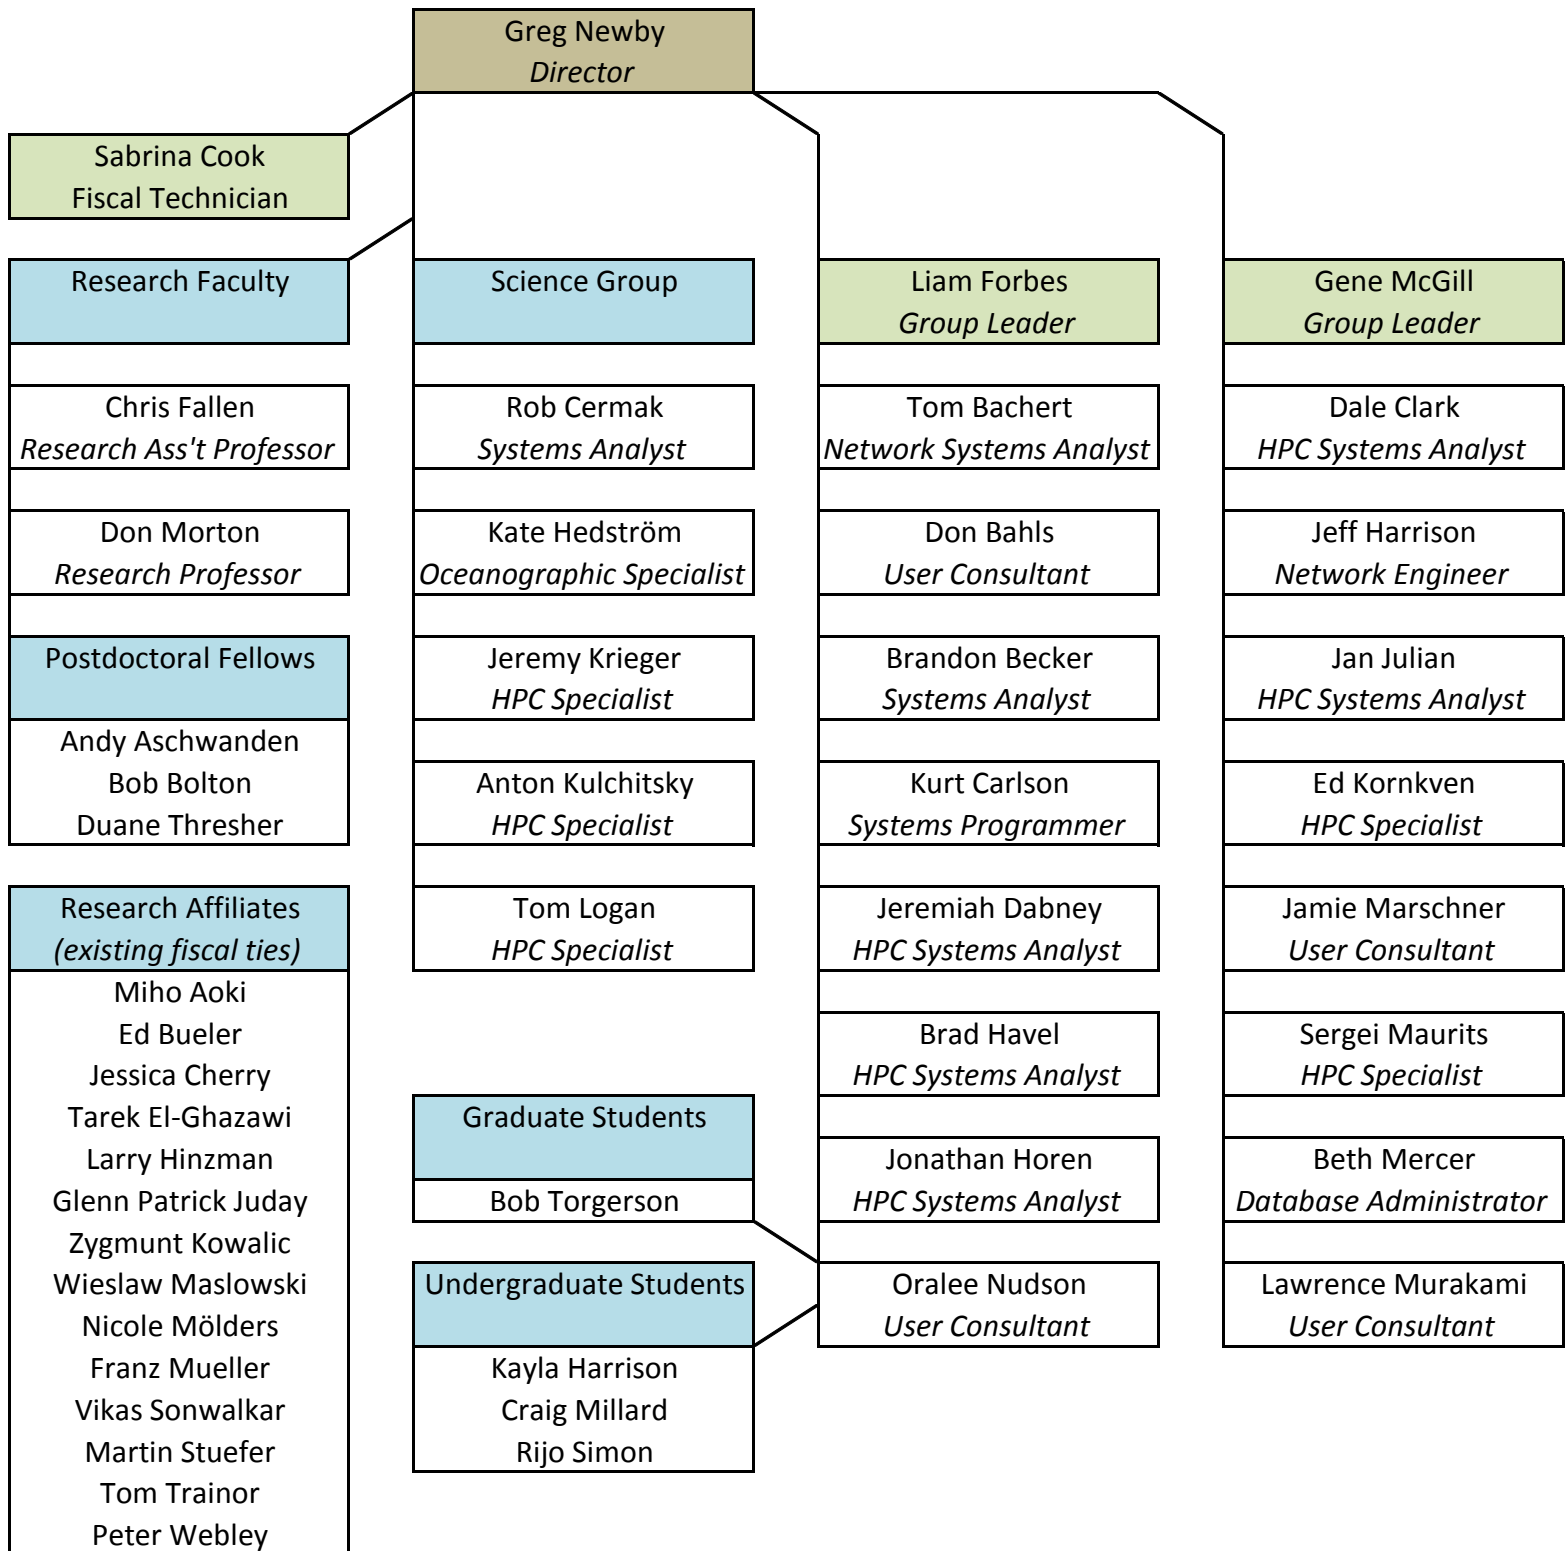 Greg Newby
Director
Sabrina Cook
Fiscal Technician
Research Faculty
Chris Fallen
Research Ass't Professor
Don Morton
Research Professor
Postdoctoral Fellows
Andy Aschwanden
Bob Bolton
Duane Thresher
Research Affiliates
(existing fiscal ties)
Miho Aoki
Ed Bueler
Jessica Cherry
Tarek El-Ghazawi
Larry Hinzman
Glenn Patrick Juday
Zygmunt Kowalic
Wieslaw Maslowski
Nicole Mölders
Franz Mueller
Vikas Sonwalkar
Martin Stuefer
Tom Trainor
Peter Webley
Science Group
Rob Cermak
Systems Analyst
Kate Hedström
Oceanographic Specialist
Jeremy Krieger
HPC Specialist
Anton Kulchitsky
HPC Specialist
Tom Logan
HPC Specialist
Graduate Students
Bob Torgerson
Undergraduate Students
Kayla Harrison
Craig Millard
Rijo Simon
Liam Forbes
Group Leader
Tom Bachert
Network Systems Analyst
Don Bahls
User Consultant
Brandon Becker
Systems Analyst
Kurt Carlson
Systems Programmer
Jeremiah Dabney
HPC Systems Analyst
Brad Havel
HPC Systems Analyst
Jonathan Horen
HPC Systems Analyst
Oralee Nudson
User Consultant
Gene McGill
Group Leader
Dale Clark
HPC Systems Analyst
Jeff Harrison
Network Engineer
Jan Julian
HPC Systems Analyst
Ed Kornkven
HPC Specialist
Jamie Marschner
User Consultant
Sergei Maurits
HPC Specialist
Beth Mercer
Database Administrator
Lawrence Murakami
User Consultant